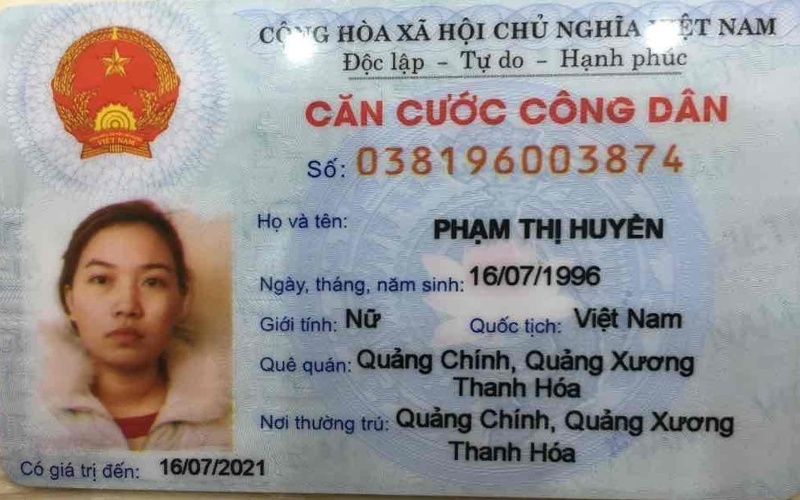 CỘNG HÒA XÃ HỘI CHỦ NGHĨA VIỆT NAM
Độc lập - Tự do - Hạnh phúc
CĂN CƯỚC CÔNG DÂN
Số: 038196003874
Họ và tên: PHẠM THỊ HUYỀN
Ngày, tháng, năm sinh: 16/07/1996
Giới tính: Nữ Quốc tịch: Việt Nam
Quê quán: Quảng Chính, Quảng Xương
Thanh Hóa
Nơi thường trú: Quảng Chính, Quảng Xương
Thanh Hóa
Có giá trị đến: 16/07/2021
VIỆT NAM